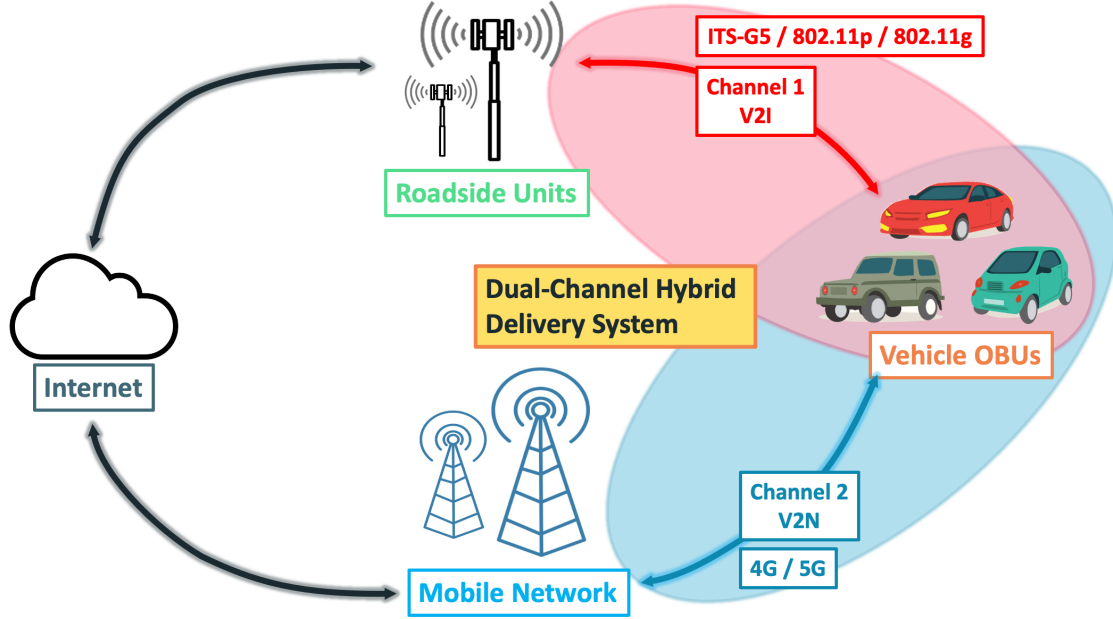 ITS-G5 / 802.11p / 802.11g
Channel 1
V2I
Roadside Units
Dual-Channel Hybrid
Delivery System
Vehicle OBUs
Internet
Channel 2
V2N
4G / 5G
Mobile Network